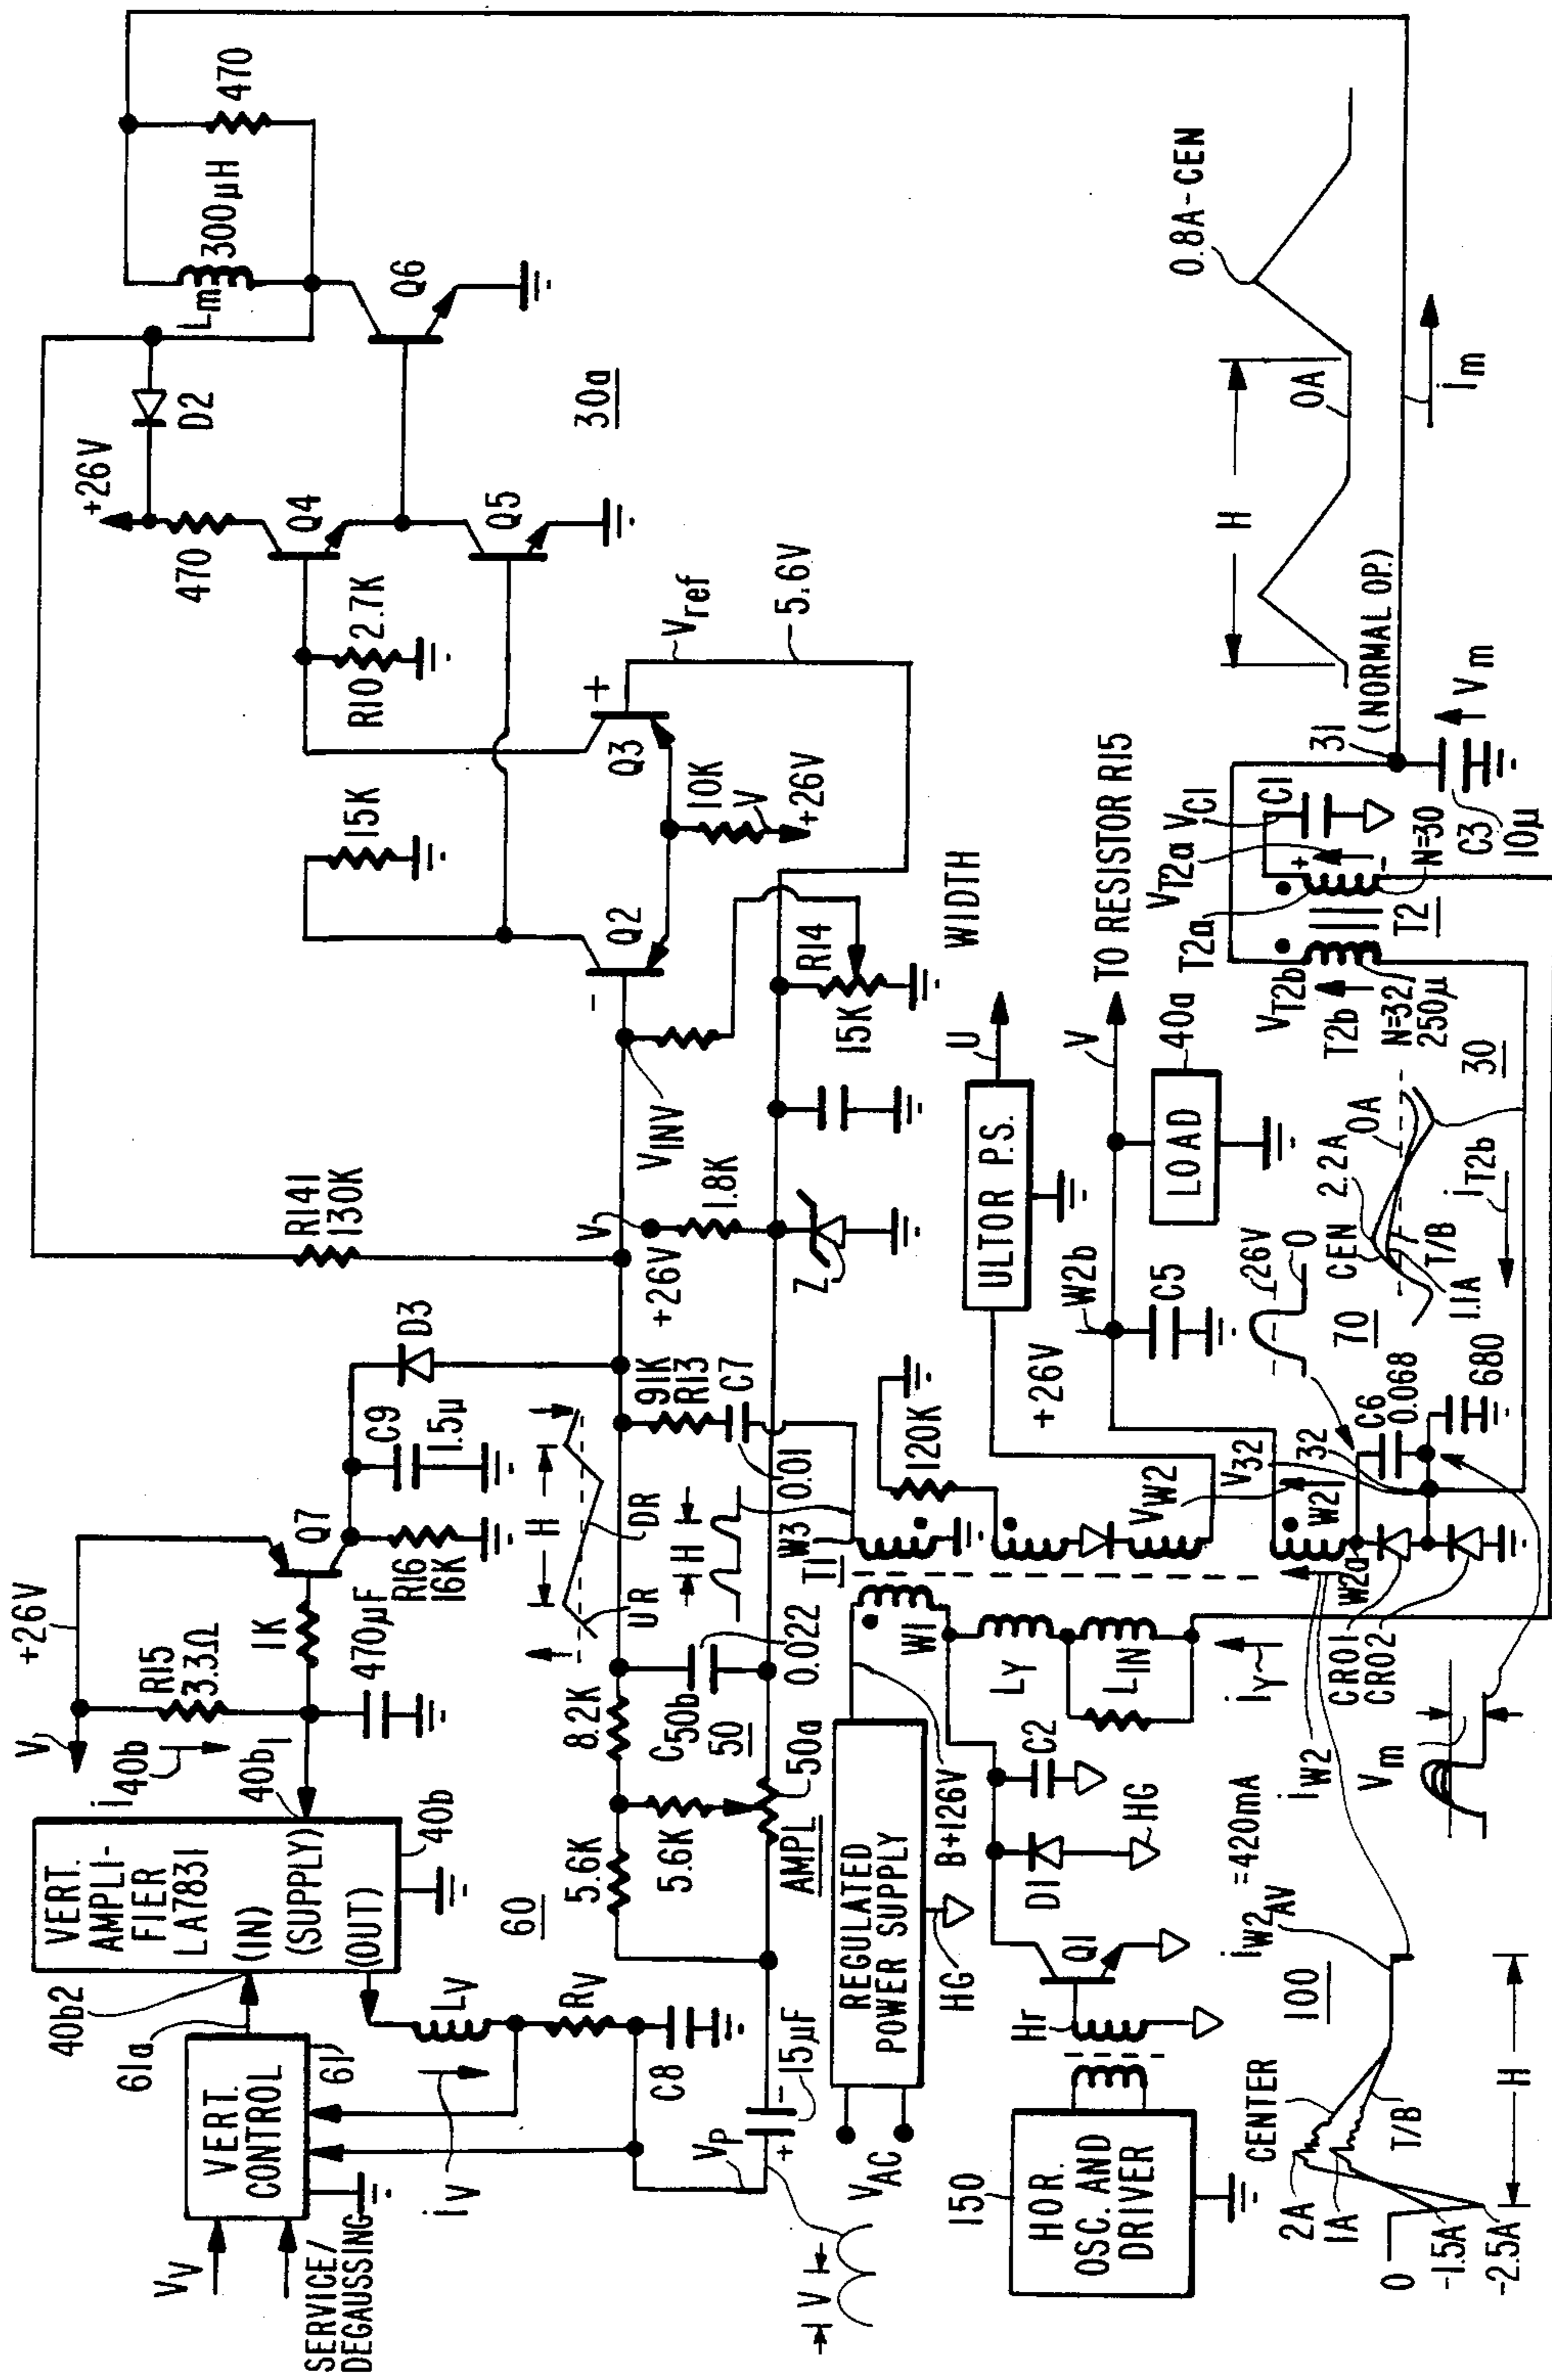 VV
SERVICE/
DEGAUSSING
VERT.
CONTROL
61a
61
40b2
VERT.
AMPLI-
FIER
LA7831
(IN)
(SUPPLY)
(OUT)
40b
40b1
i40b
V
+26V
R15
3.3Ω
1K
470µF
Q7
R16
16K
C9
1.5µ
D3
R141
130K
LV
iV
RV
C8
VP
15µF
+
-
V
60
5.6K
5.6K
8.2K
AMPL
50a
50
C50b
0.022
UR
DR
H
H
91K
R13
C7
0.01
+26V
V
1.8K
Z
VINV
-
Q2
15K
R14
15K
WIDTH
10K
V
+26V
Q3
+
Vref
5.6V
R10
2.7K
470
+26V
Q4
Q5
D2
Q6
30a
Lm
300µH
470
VAC
REGULATED
POWER SUPPLY
HG
B+126V
150
HOR.
OSC. AND
DRIVER
Hr
Q1
D1
HG
C2
W1
T1
W3
LY
LIN
iY
120K
ULTOR P.S.
U
+26V
W2b
C5
V
TO RESISTOR R15
LOAD
40a
VW2
W2
W2a
V32
32
CR01
CR02
C6
0.068
680
iW2
26V
0
70
CEN
2.2A
0A
1.1A
T/B
iT2b
30
VT2b
T2b
N=32/
250µ
T2
T2a
VT2a
+
-
N=30
VC1
C1
C3
10µ
31
Vm
(NORMAL OP.)
H
0A
0.8A-CEN
im
100
iW2AV
=420mA
CENTER
2A
1A
0
-1.5A
-2.5A
T/B
H
Vm